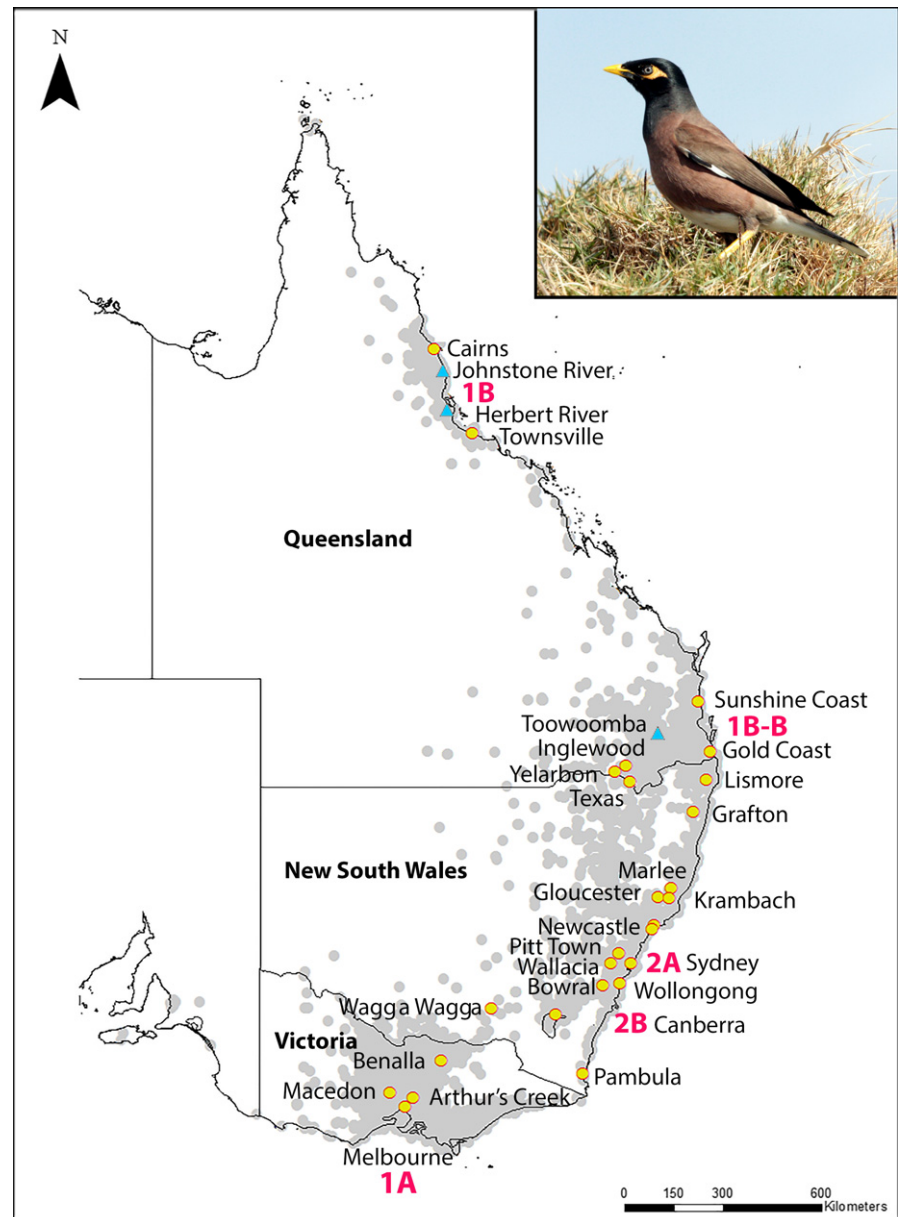 N
Cairns
Johnstone River
1B
Herbert River
Townsville
Queensland
Sunshine Coast
Toowoomba
1B-B
Inglewood
Gold Coast
Yelarbon
Lismore
Texas
Grafton
New South Wales
Marlee
Gloucester
Krambach
Newcastle
Pitt Town
2A Sydney
Wallacia
Bowral
Wollongong
Wagga Wagga
2B Canberra
Victoria
Benalla
Pambula
Macedon
Arthur's Creek
Melbourne
1A
0 150 300 600
Kilometers